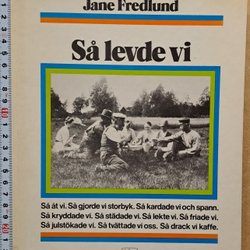 Jane Fredlund
Så levde vi
Så åt vi. Så gjorde vi storbyk. Så kardade vi och spann.
Så kryddade vi. Så städade vi. Så lekte vi. Så friade vi.
Så julstökade vi. Så tvättade vi oss. Så drack vi kaffe.